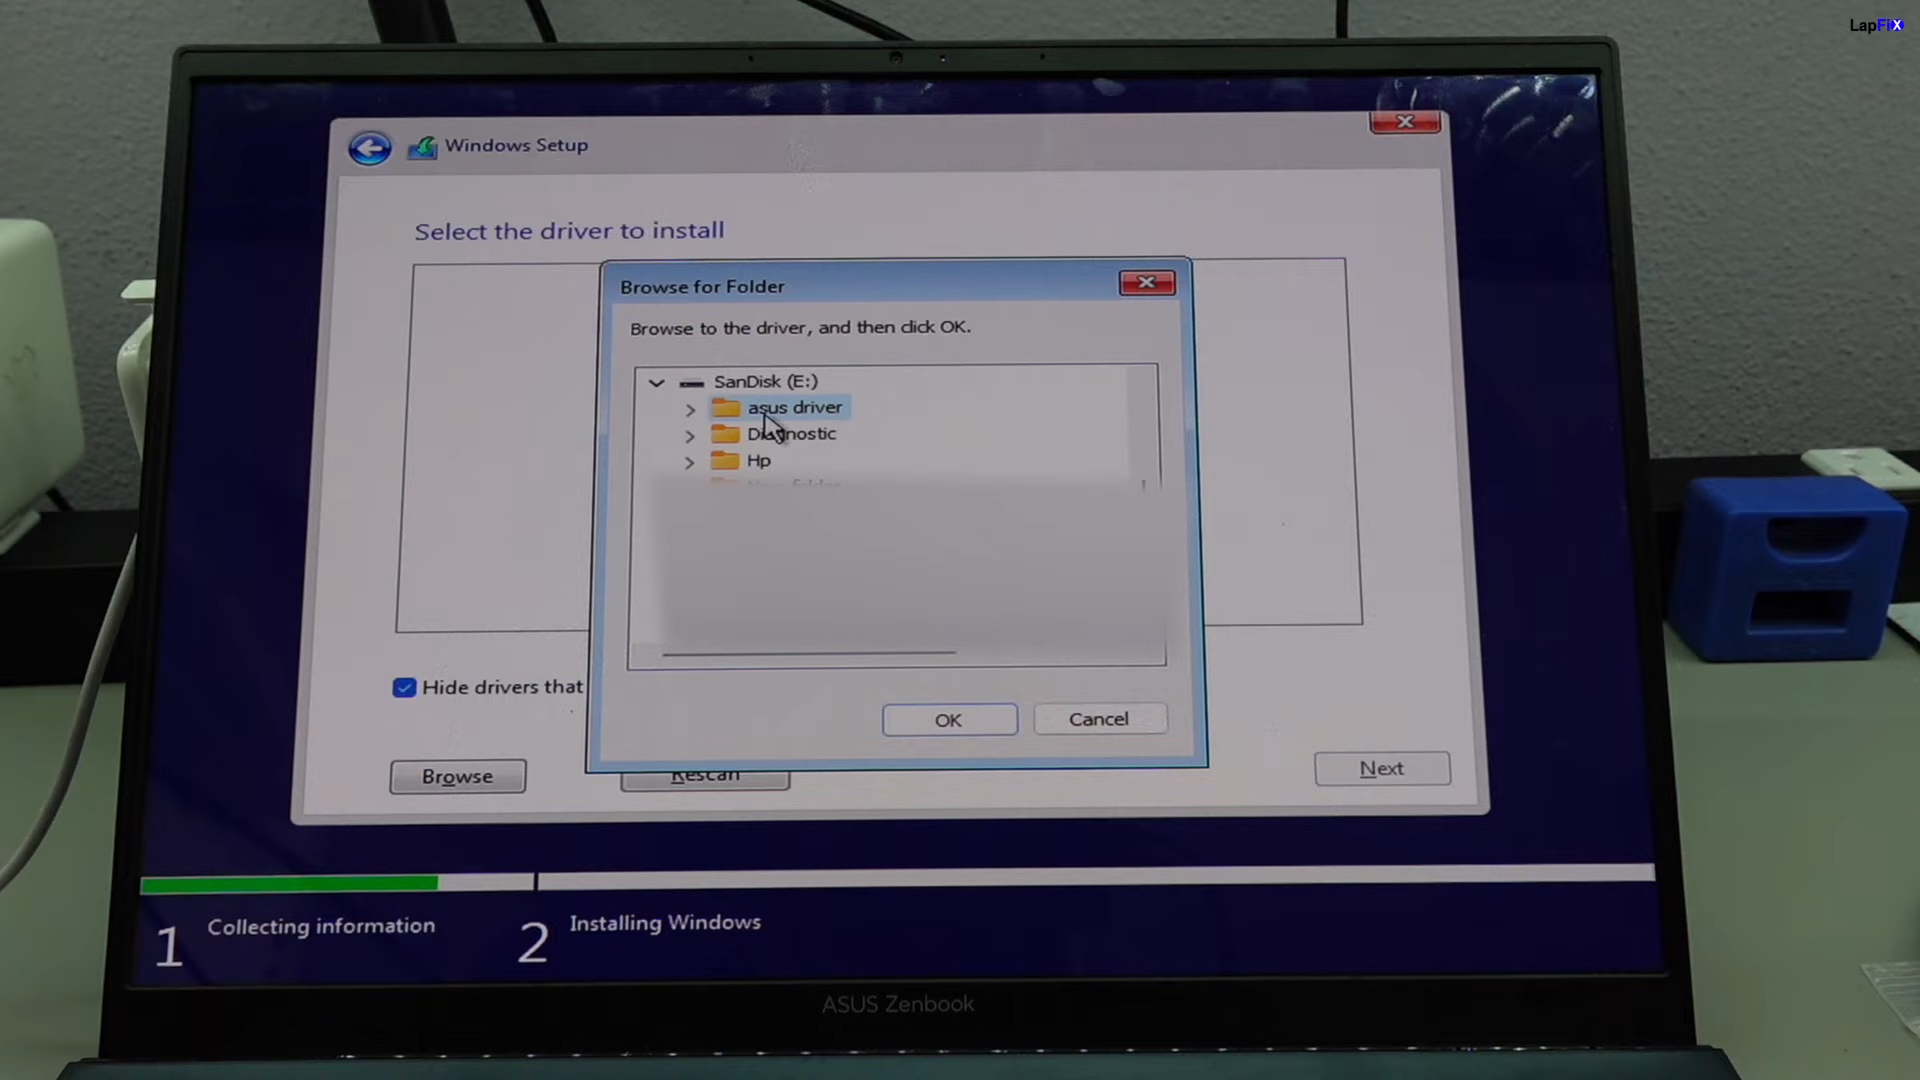 LapFiX
Windows Setup
Select the driver to install
Browse for Folder
Browse to the driver, and then click OK.
SanDisk (E:)
asus driver
Diagnostic
Hp
Hide drivers that
OK
Cancel
Browse
Rescan
Next
1 Collecting information
2 Installing Windows
ASUS Zenbook